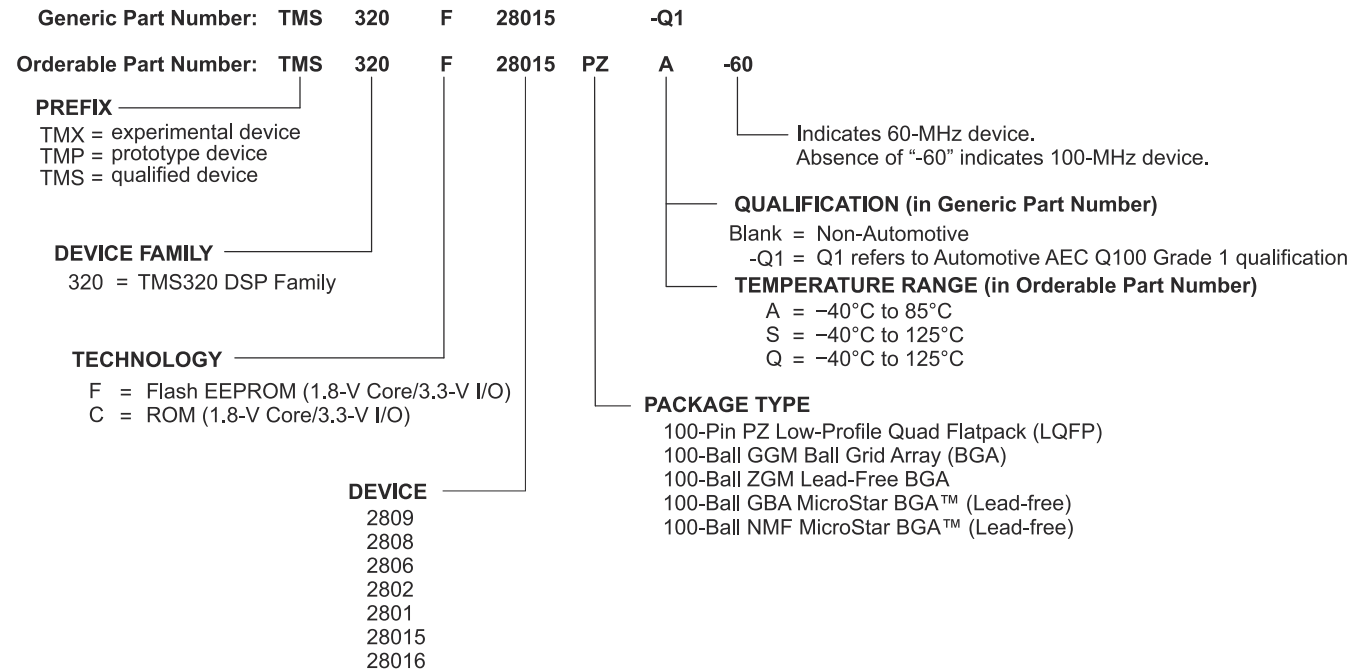 Generic Part Number: TMS 320 F 28015 -Q1
Orderable Part Number: TMS 320 F 28015 PZ A -60
PREFIX
TMX = experimental device
TMP = prototype device
TMS = qualified device
Indicates 60-MHz device.
Absence of “-60” indicates 100-MHz device.
QUALIFICATION (in Generic Part Number)
Blank = Non-Automotive
-Q1 = Q1 refers to Automotive AEC Q100 Grade 1 qualification
DEVICE FAMILY
320 = TMS320 DSP Family
TEMPERATURE RANGE (in Orderable Part Number)
A = −40°C to 85°C
S = −40°C to 125°C
Q = −40°C to 125°C
TECHNOLOGY
F = Flash EEPROM (1.8-V Core/3.3-V I/O)
C = ROM (1.8-V Core/3.3-V I/O)
PACKAGE TYPE
100-Pin PZ Low-Profile Quad Flatpack (LQFP)
100-Ball GGM Ball Grid Array (BGA)
100-Ball ZGM Lead-Free BGA
100-Ball GBA MicroStar BGA™ (Lead-free)
100-Ball NMF MicroStar BGA™ (Lead-free)
DEVICE
2809
2808
2806
2802
2801
28015
28016